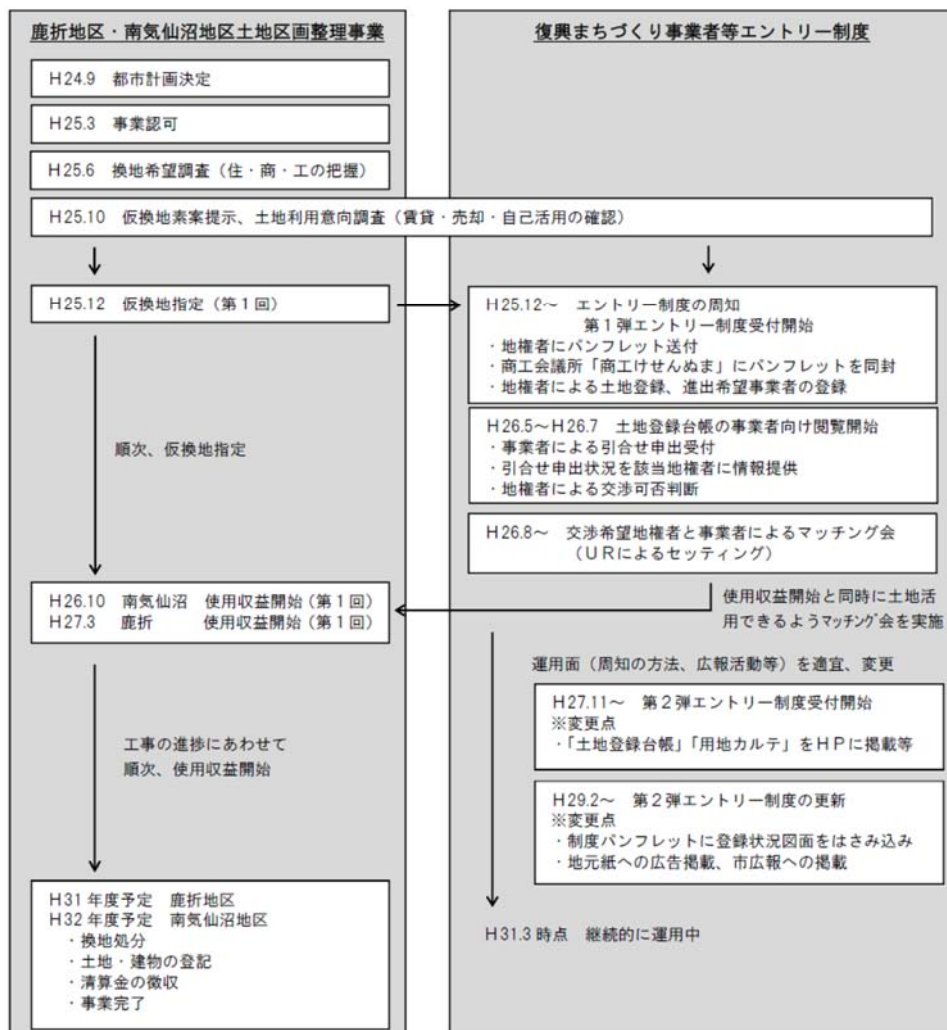 鹿折地区・南気仙沼地区土地区画整理事業
H24.9 都市計画決定
H25.3 事業認可
H25.6 換地希望調査（住・商・工の把握）
H25.10 仮換地素案提示、土地利用意向調査（賃貸・売却・自己活用の確認）
H25.12 仮換地指定（第１回）
順次、仮換地指定
H26.10 南気仙沼 使用収益開始（第１回）
H27.3 鹿折 使用収益開始（第１回）
工事の進捗にあわせて
順次、使用収益開始
H31年度予定 鹿折地区
H32年度予定 南気仙沼地区
・換地処分
・土地・建物の登記
・清算金の徴収
・事業完了
復興まちづくり事業者等エントリー制度
H25.12～ エントリー制度の周知
第１弾エントリー制度受付開始
・地権者にパンフレット送付
・商工会議所「商工けせんぬま」にパンフレットを同封
・地権者による土地登録、進出希望事業者の登録
H26.5～H26.7 土地登録台帳の事業者向け閲覧開始
・事業者による引合せ申出受付
・引合せ申出状況を該当地権者に情報提供
・地権者による交渉可否判断
H26.8～ 交渉希望地権者と事業者によるマッチング会
（ＵＲによるセッティング）
使用収益開始と同時に土地活
用できるようマッチング会を実施
運用面（周知の方法、広報活動等）を適宜、変更
H27.11～ 第２弾エントリー制度受付開始
※変更点
・「土地登録台帳」「用地カルテ」をＨＰに掲載等
H29.2～ 第２弾エントリー制度の更新
※変更点
・制度パンフレットに登録状況図面をはさみ込み
・地元紙への広告掲載、市広報への掲載
H31.3時点 継続的に運用中